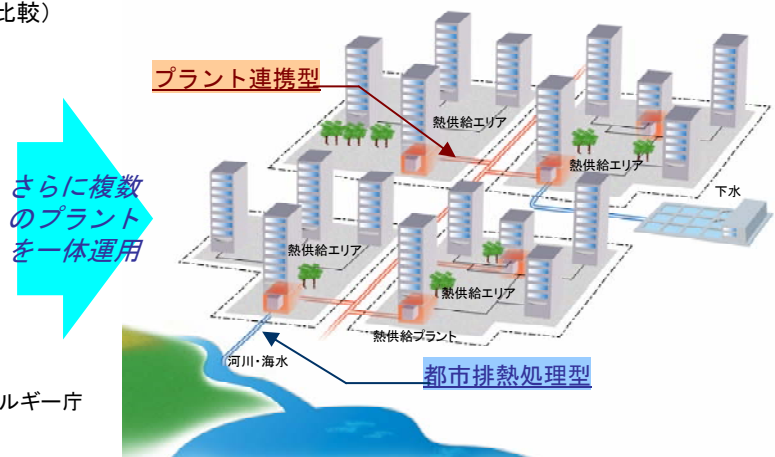 比較）
プラント連携型
熱供給エリア
熱供給エリア
さらに複数
のプラント
を一体運用
下水
熱供給エリア
熱供給エリア
熱供給プラント
河川・海水
都市排熱処理型
ルギー庁